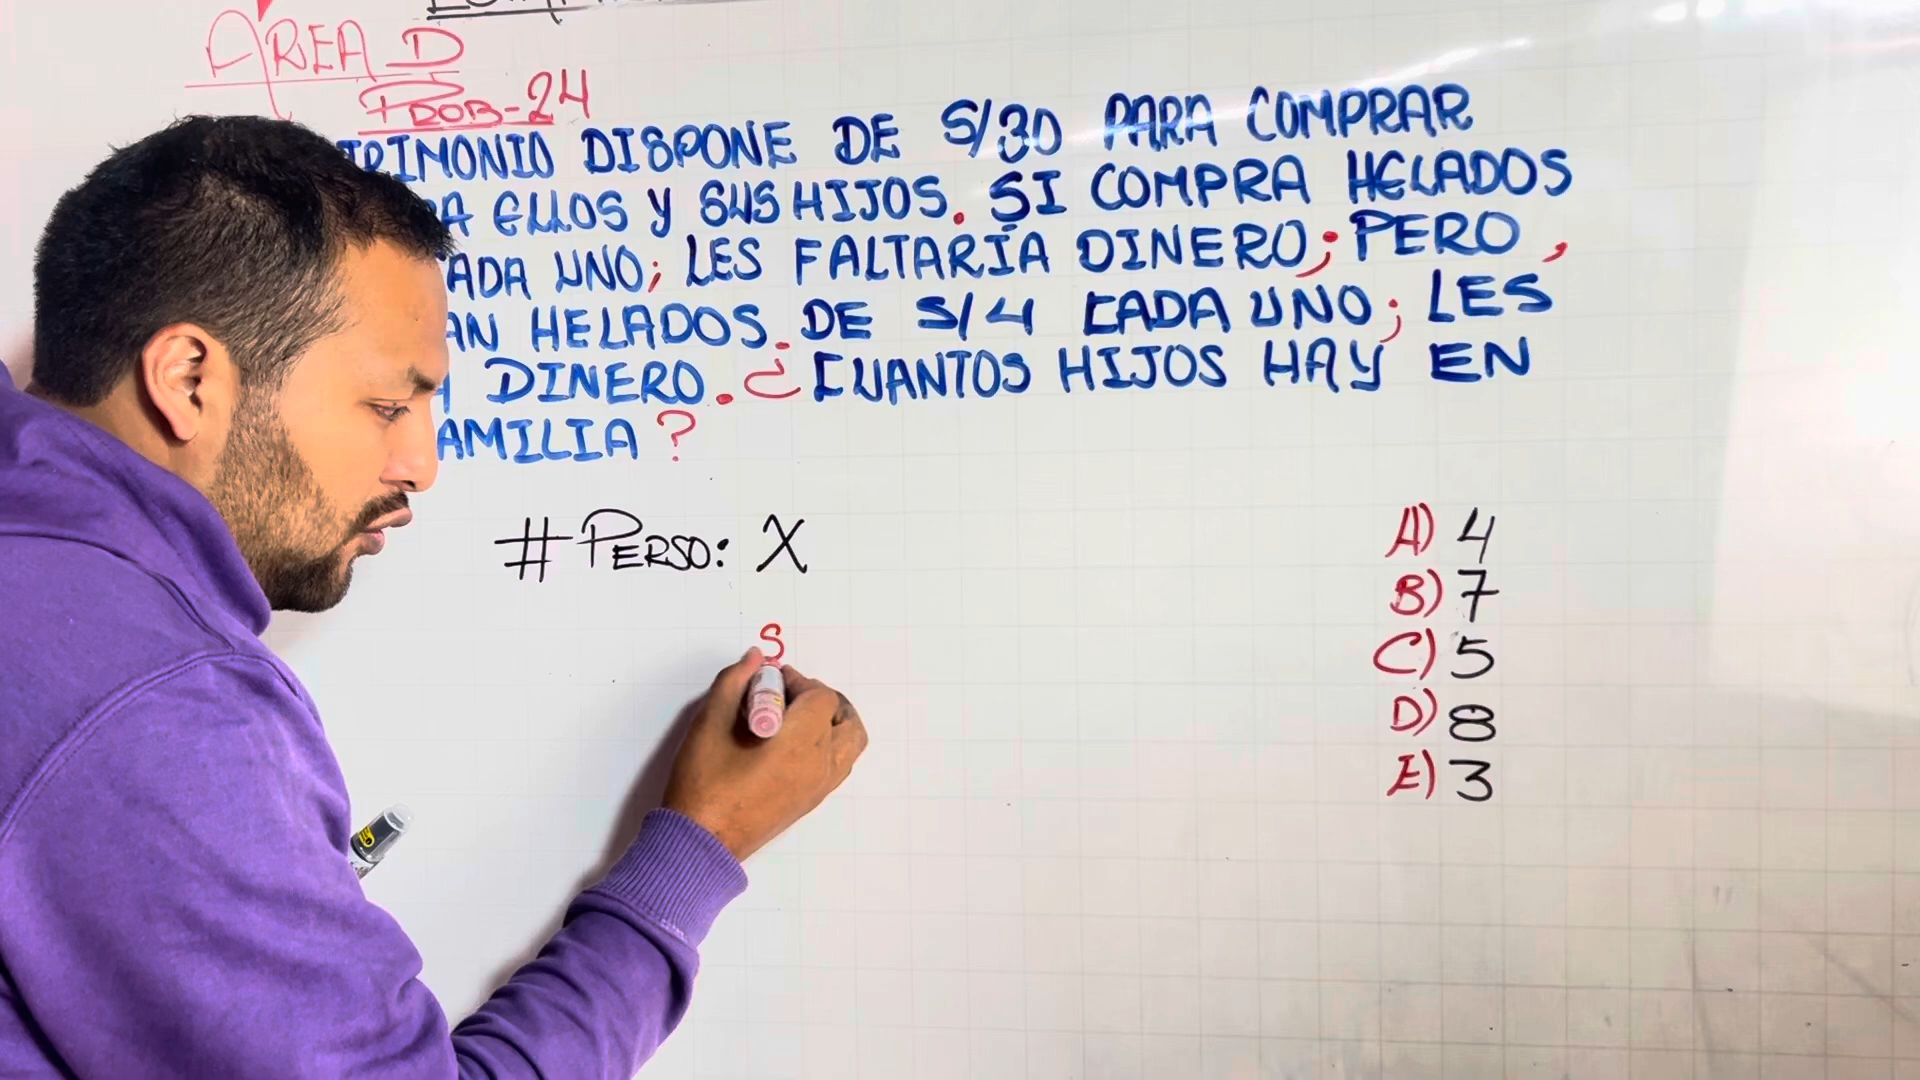 ÁREA D
PROB-24
TRIMONIO DISPONE DE S/30 PARA COMPRAR
A ELLOS Y SUS HIJOS. SI COMPRA HELADOS
ADA UNO; LES FALTARÍA DINERO; PERO,
AN HELADOS. DE S/4 CADA UNO; LES
DINERO. ¿CUANTOS HIJOS HAY EN
AMILIA?
#PERSO: X
S
A) 4
B) 7
C) 5
D) 8
E) 3